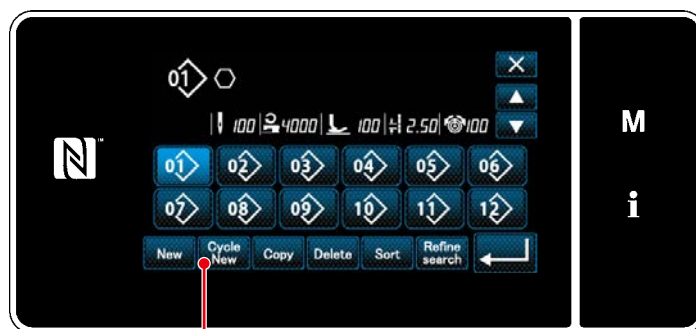 01
100 4000 100 2.50 100
M
01 02 03 04 05 06
i
07 08 09 10 11 12
New Cycle New Copy Delete Sort Refine search